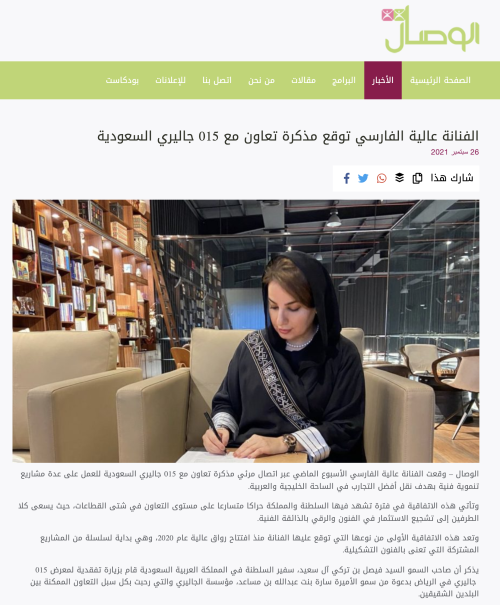 الوصال
الصفحة الرئيسية الأخبار البرامج مقالات من نحن اتصل بنا للإعلانات بودكاست
الفنانة عالية الفارسي توقع مذكرة تعاون مع 015 جاليري السعودية
26 سبتمبر 2021
شارك هذا
الوصال – وقعت الفنانة عالية الفارسي الأسبوع الماضي عبر اتصال مرئي مذكرة تعاون مع 015 جاليري السعودية للعمل على عدة مشاريع
تنموية فنية بهدف نقل أفضل التجارب في الساحة الخليجية والعربية.
وتأتي هذه الاتفاقية في فترة تشهد فيها السلطنة والمملكة حراكا متسارعا على مستوى التعاون في شتى القطاعات، حيث يسعى كلا
الطرفين إلى تشجيع الاستثمار في الفنون والرقي بالذائقة الفنية.
وتعد هذه الاتفاقية الأولى من نوعها التي توقع عليها الفنانة منذ افتتاح رواق عالية عام 2020، وهي بداية لسلسلة من المشاريع
المشتركة التي تعنى بالفنون التشكيلية.
يذكر أن صاحب السمو السيد فيصل بن تركي آل سعيد، سفير السلطنة في المملكة العربية السعودية قام بزيارة تفقدية لمعرض 015
جاليري في الرياض بدعوة من سمو الأميرة سارة بنت عبدالله بن مساعد، مؤسسة الجاليري والتي رحبت بكل سبل التعاون الممكنة بين
البلدين الشقيقين.